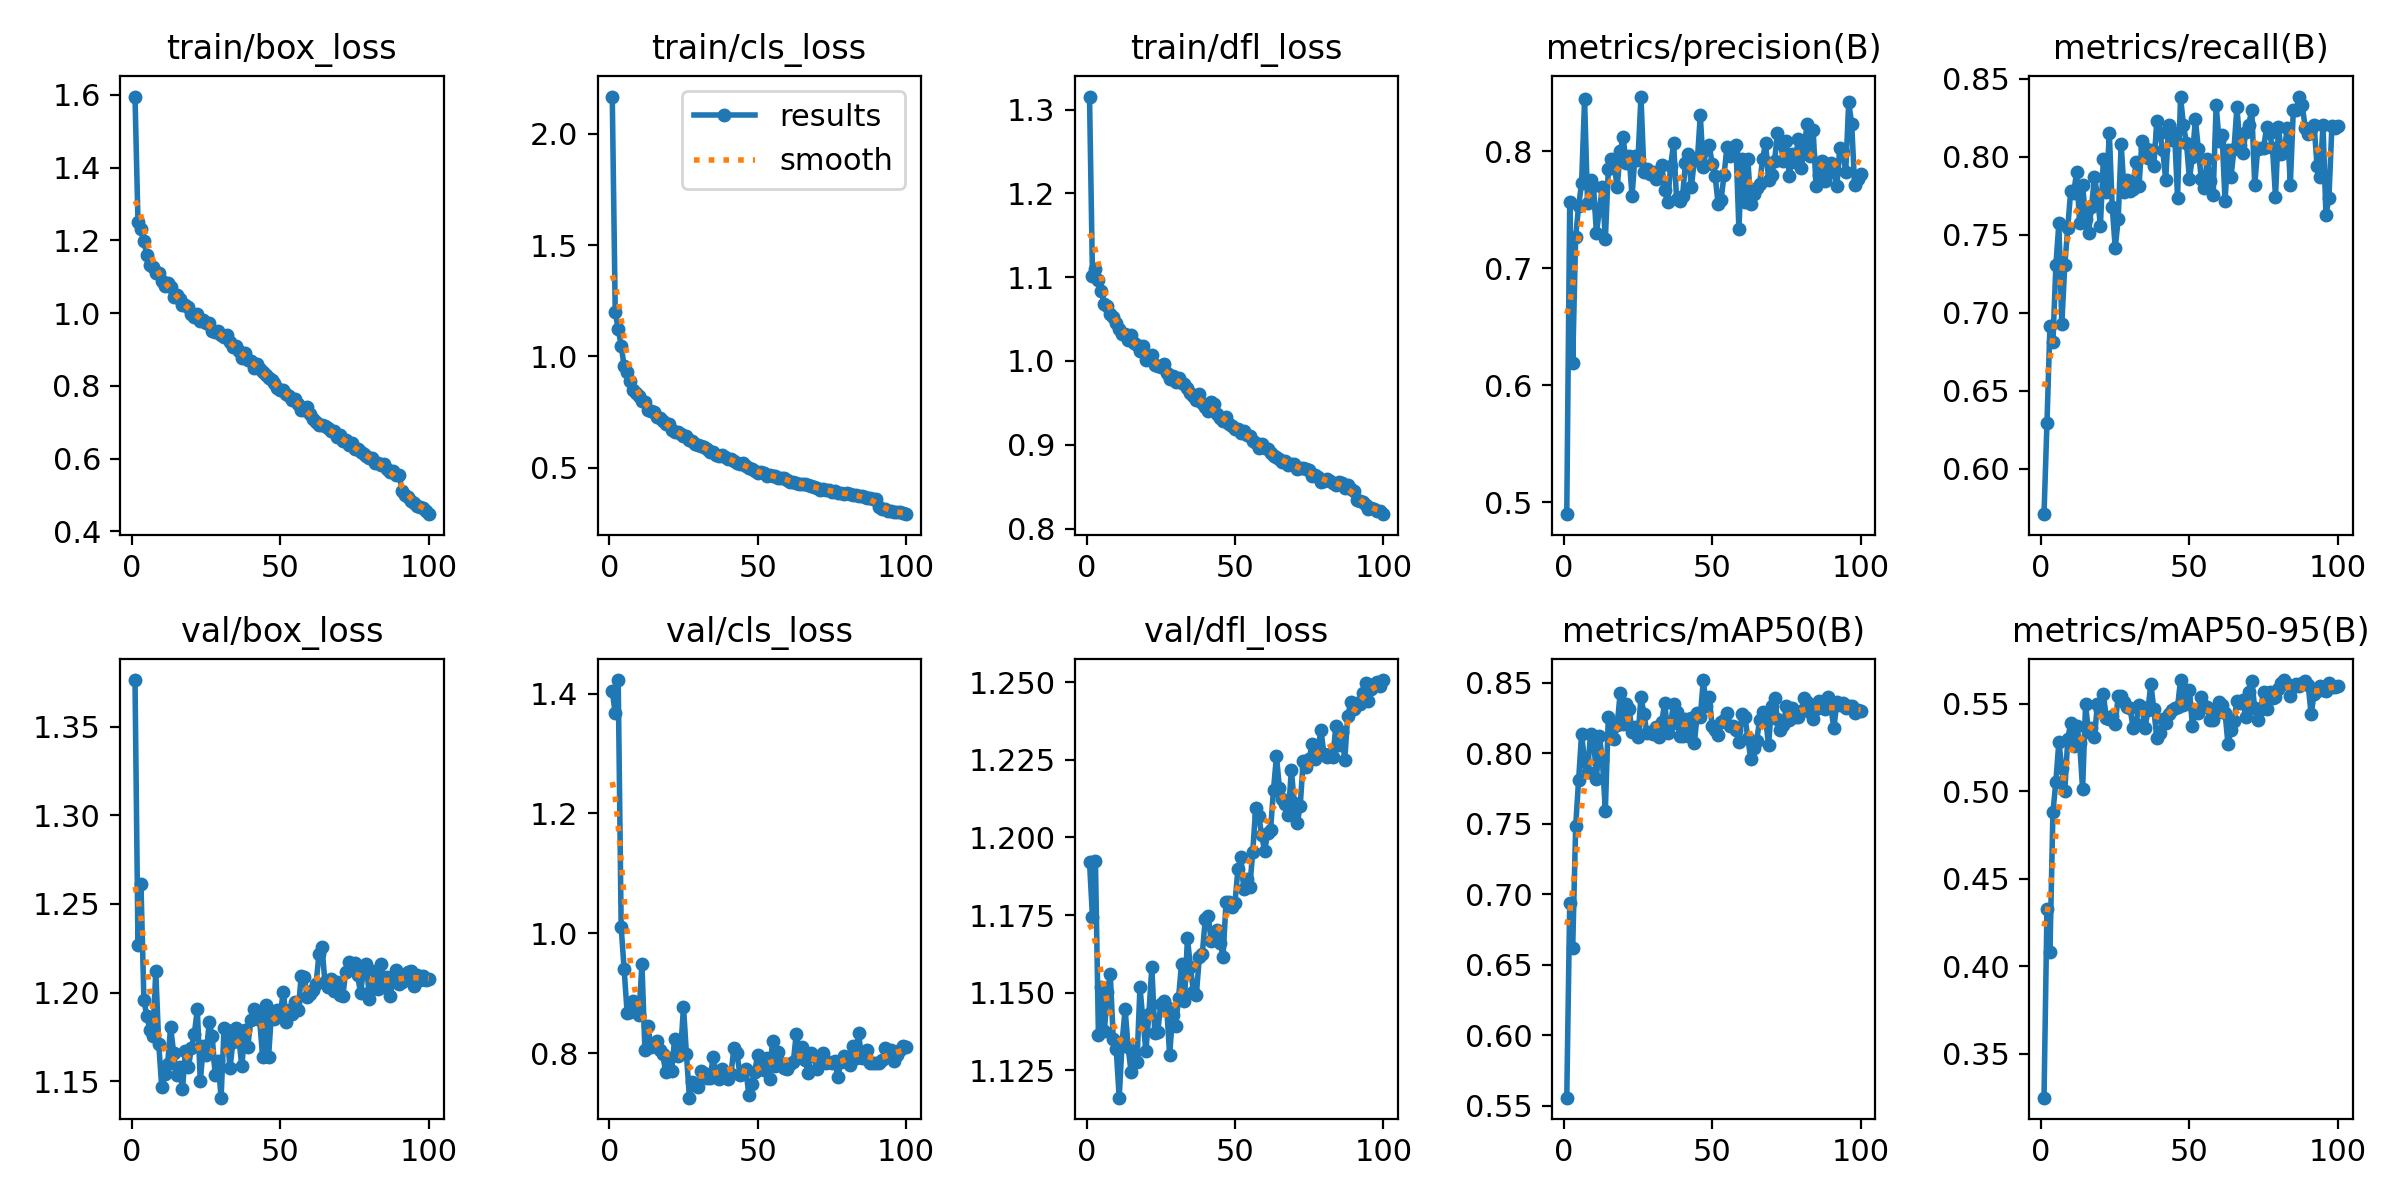 train/box_loss
1.6
1.4
1.2
1.0
0.8
0.6
0.4
0 50 100
train/cls_loss
results
smooth
2.0
1.5
1.0
0.5
0 50 100
train/dfl_loss
1.3
1.2
1.1
1.0
0.9
0.8
0 50 100
metrics/precision(B)
0.8
0.7
0.6
0.5
0 50 100
metrics/recall(B)
0.85
0.80
0.75
0.70
0.65
0.60
0 50 100
val/box_loss
1.35
1.30
1.25
1.20
1.15
0 50 100
val/cls_loss
1.4
1.2
1.0
0.8
0 50 100
val/dfl_loss
1.250
1.225
1.200
1.175
1.150
1.125
0 50 100
metrics/mAP50(B)
0.85
0.80
0.75
0.70
0.65
0.60
0.55
0 50 100
metrics/mAP50-95(B)
0.55
0.50
0.45
0.40
0.35
0 50 100